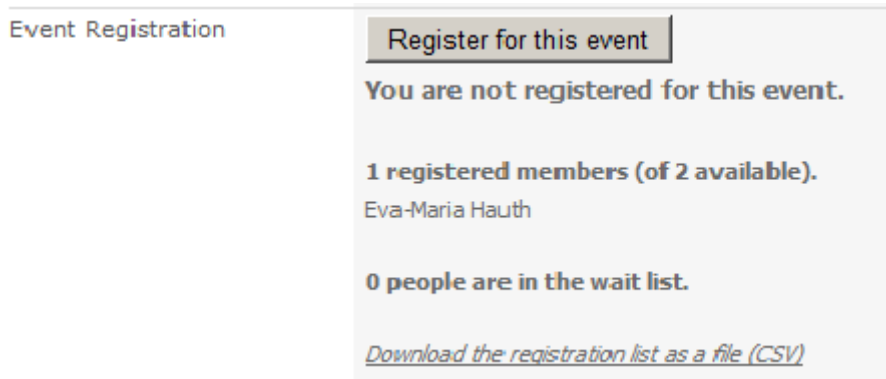 Event Registration
Register for this event
You are not registered for this event.
1 registered members (of 2 available).
Eva-Maria Hauth
0 people are in the wait list.
Download the registration list as a file (CSV)